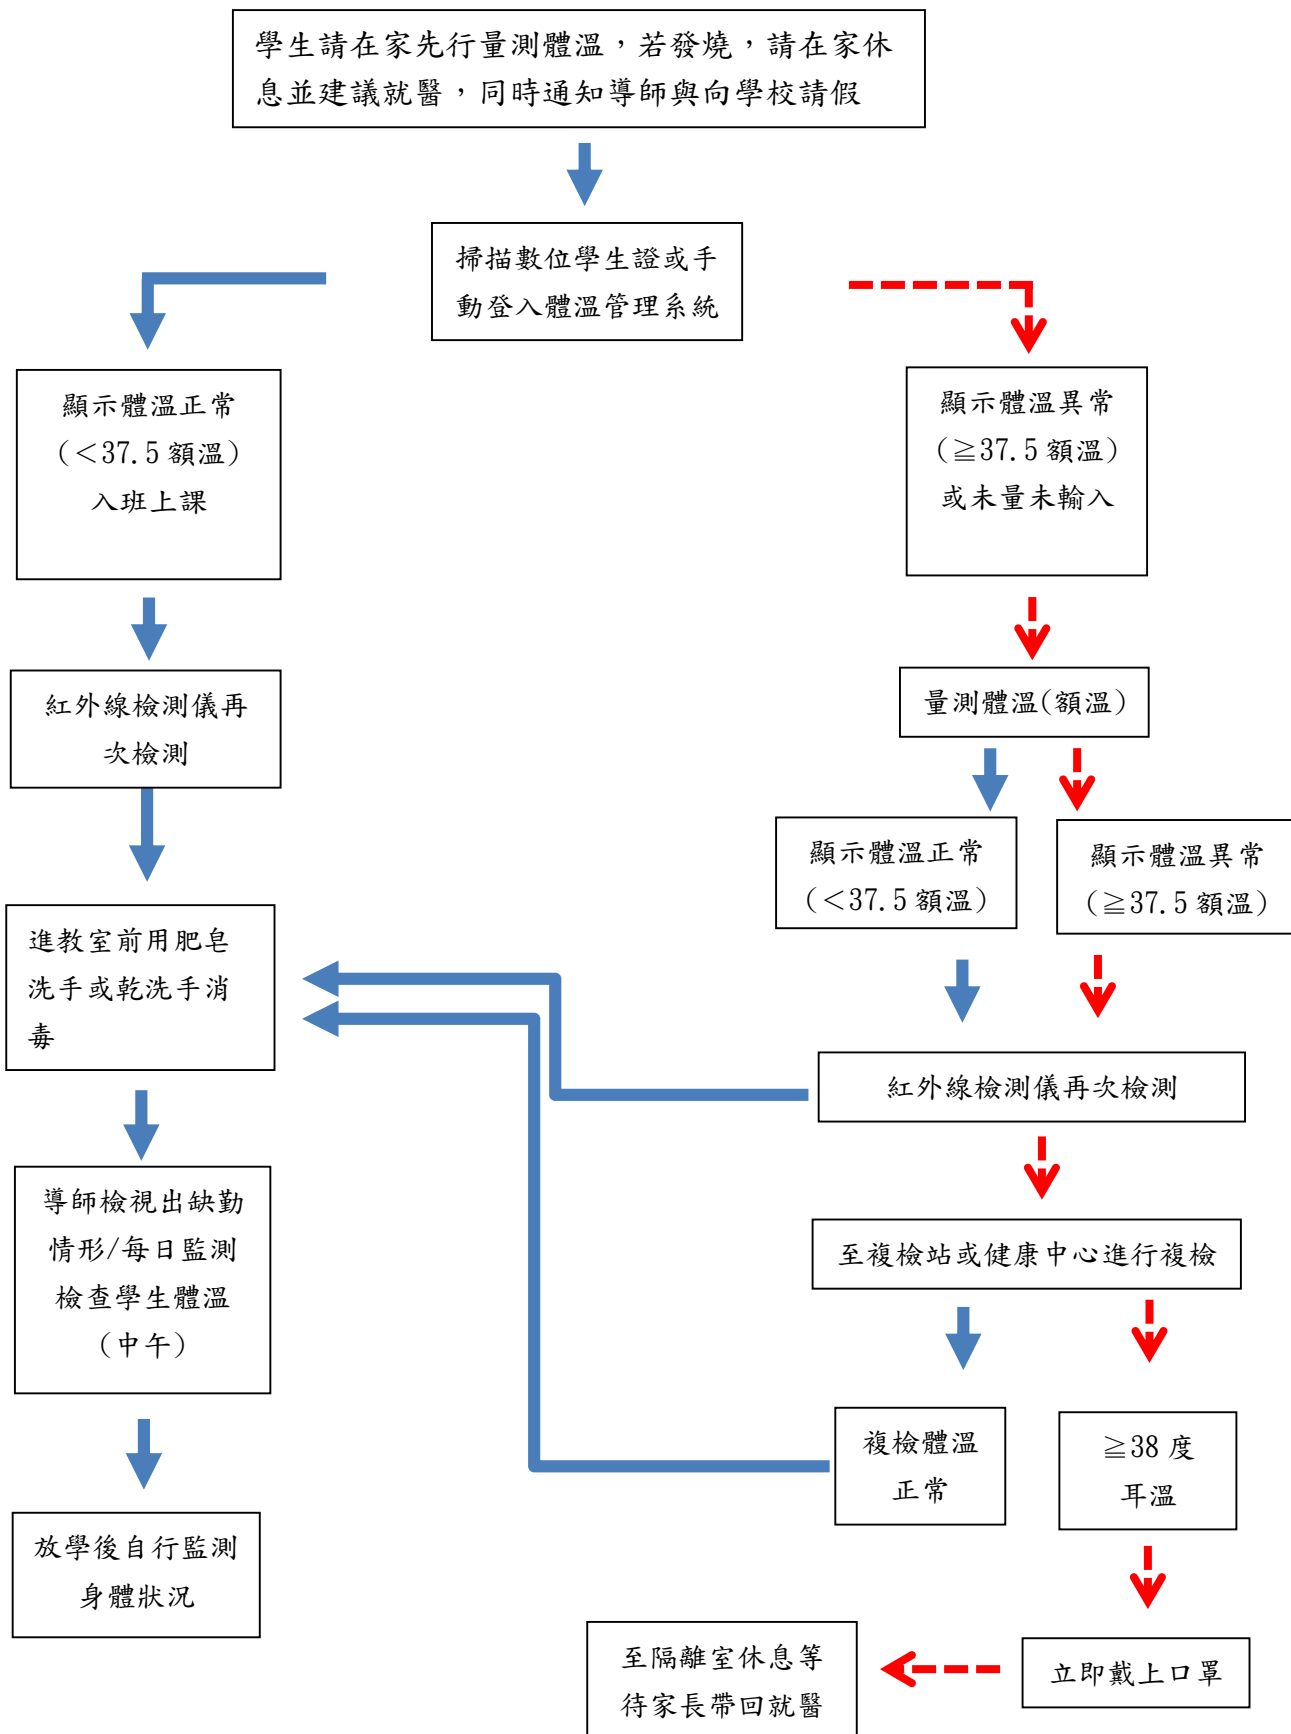 學生請在家先行量測體溫，若發燒，請在家休
息並建議就醫，同時通知導師與向學校請假
掃描數位學生證或手
動登入體溫管理系統
顯示體溫正常
(＜37.5 額溫)
入班上課
顯示體溫異常
(≧37.5 額溫)
或未量未輸入
紅外線檢測儀再
次檢測
量測體溫(額溫)
顯示體溫正常
(＜37.5 額溫)
顯示體溫異常
(≧37.5 額溫)
進教室前用肥皂
洗手或乾洗手消
毒
紅外線檢測儀再次檢測
導師檢視出缺勤
情形/每日監測
檢查學生體溫
(中午)
至複檢站或健康中心進行複檢
複檢體溫
正常
≧38 度
耳溫
放學後自行監測
身體狀況
至隔離室休息等
待家長帶回就醫
立即戴上口罩